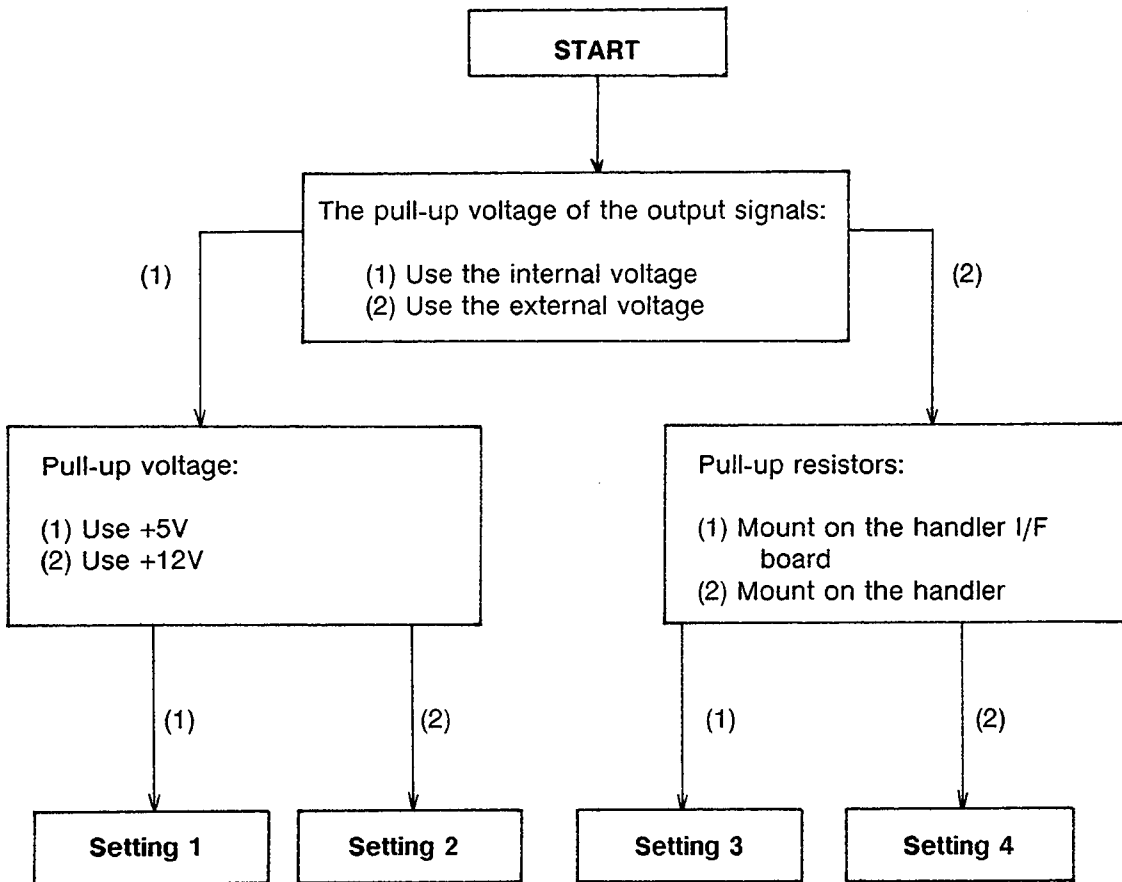 START
The pull-up voltage of the output signals:
(1) Use the internal voltage
(2) Use the external voltage
(1)
(2)
Pull-up voltage:
(1) Use +5V
(2) Use +12V
Pull-up resistors:
(1) Mount on the handler I/F
board
(2) Mount on the handler
(1)
(2)
(1)
(2)
Setting 1
Setting 2
Setting 3
Setting 4